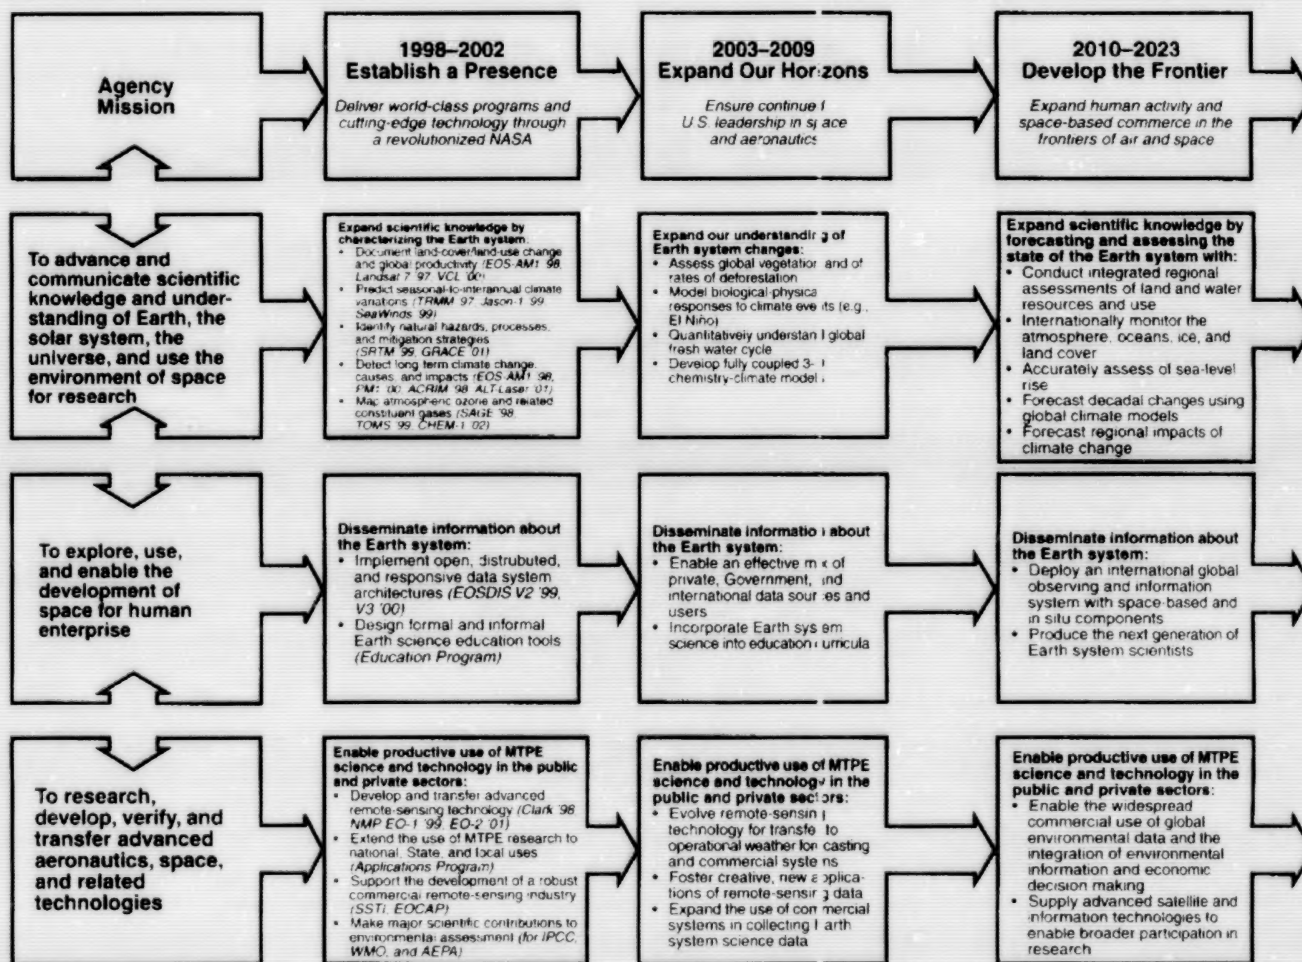 Agency
Mission
1998–2002
Establish a Presence
Deliver world-class programs and
cutting-edge technology through
a revolutionized NASA
2003–2009
Expand Our Horizons
Ensure
U.S. leadership in space
and aeronautics
2010–2023
Develop the Frontier
Expand human activity and
space-based commerce in the
frontiers of air and space
To advance and
communicate scientific
knowledge and under-
standing of Earth, the
solar system, the
universe, and use the
environment of space
for research
Expand scientific knowledge by
characterizing the Earth system:
• Document land-cover/land-use change
and global productivity (EOS-AM1 '98,
Landsat 7 '97 VCL '00)
• Predict seasonal-to-interannual climate
variations (TRMM '97 Jason-1 '99
SeaWinds '99)
• Identify natural hazards, processes,
and mitigation strategies
(SRTM '99, GRACE '01)
• Detect long term climate change,
causes, and impacts (EOS-AM1 '98,
PM1 '00, ACRIM '98 ALT-Laser '01)
• Map atmospheric ozone and related
constituent gases (SAGE '98
TOMS '99, CHEM-1 '02)
Expand our understanding of
Earth system changes:
• Assess global vegetation and of
rates of deforestation
• Model biological-physical
responses to climate events (e.g.,
El Niño)
• Quantitatively understand global
fresh water cycle
• Develop fully coupled
chemistry-climate
Expand scientific knowledge by
forecasting and assessing the
state of the Earth system with:
• Conduct integrated regional
assessments of land and water
resources and use
• Internationally monitor the
atmosphere, oceans, ice, and
land cover
• Accurately assess of sea-level
rise
• Forecast decadal changes using
global climate models
• Forecast regional impacts of
climate change
To explore, use,
and enable the
development of
space for human
enterprise
Disseminate information about
the Earth system:
• Implement open, distrubuted,
and responsive data system
architectures (EOSDIS V2 '99,
V3 '00)
• Design formal and informal
Earth science education tools
(Education Program)
Disseminate information about
the Earth system:
• Enable an effective mix of
private, Government, and
international data sources and
users
• Incorporate Earth system
science into education curricula
Disseminate information about
the Earth system:
• Deploy an international global
observing and information
system with space-based and
in situ components
• Produce the next generation of
Earth system scientists
To research,
develop, verify, and
transfer advanced
aeronautics, space,
and related
technologies
Enable productive use of MTPE
science and technology in the public
and private sectors:
• Develop and transfer advanced
remote-sensing technology (Clark '98
NMP EO-1 '99, EO-2 '01)
• Extend the use of MTPE research to
national, State, and local uses
(Applications Program)
• Support the development of a robust
commercial remote-sensing industry
(SSTI, EOCAP)
• Make major scientific contributions to
environmental assessment (for IPCC,
WMO, and AEPA)
Enable productive use of MTPE
science and technology in the
public and private sectors:
• Evolve remote-sensing
technology for transfer to
operational weather forecasting
and commercial systems
• Foster creative, new applica-
tions of remote-sensing data
• Expand the use of commercial
systems in collecting Earth
system science data
Enable productive use of MTPE
science and technology in the
public and private sectors:
• Enable the widespread
commercial use of global
environmental data and the
integration of environmental
information and economic
decision making
• Supply advanced satellite and
information technologies to
enable broader participation in
research